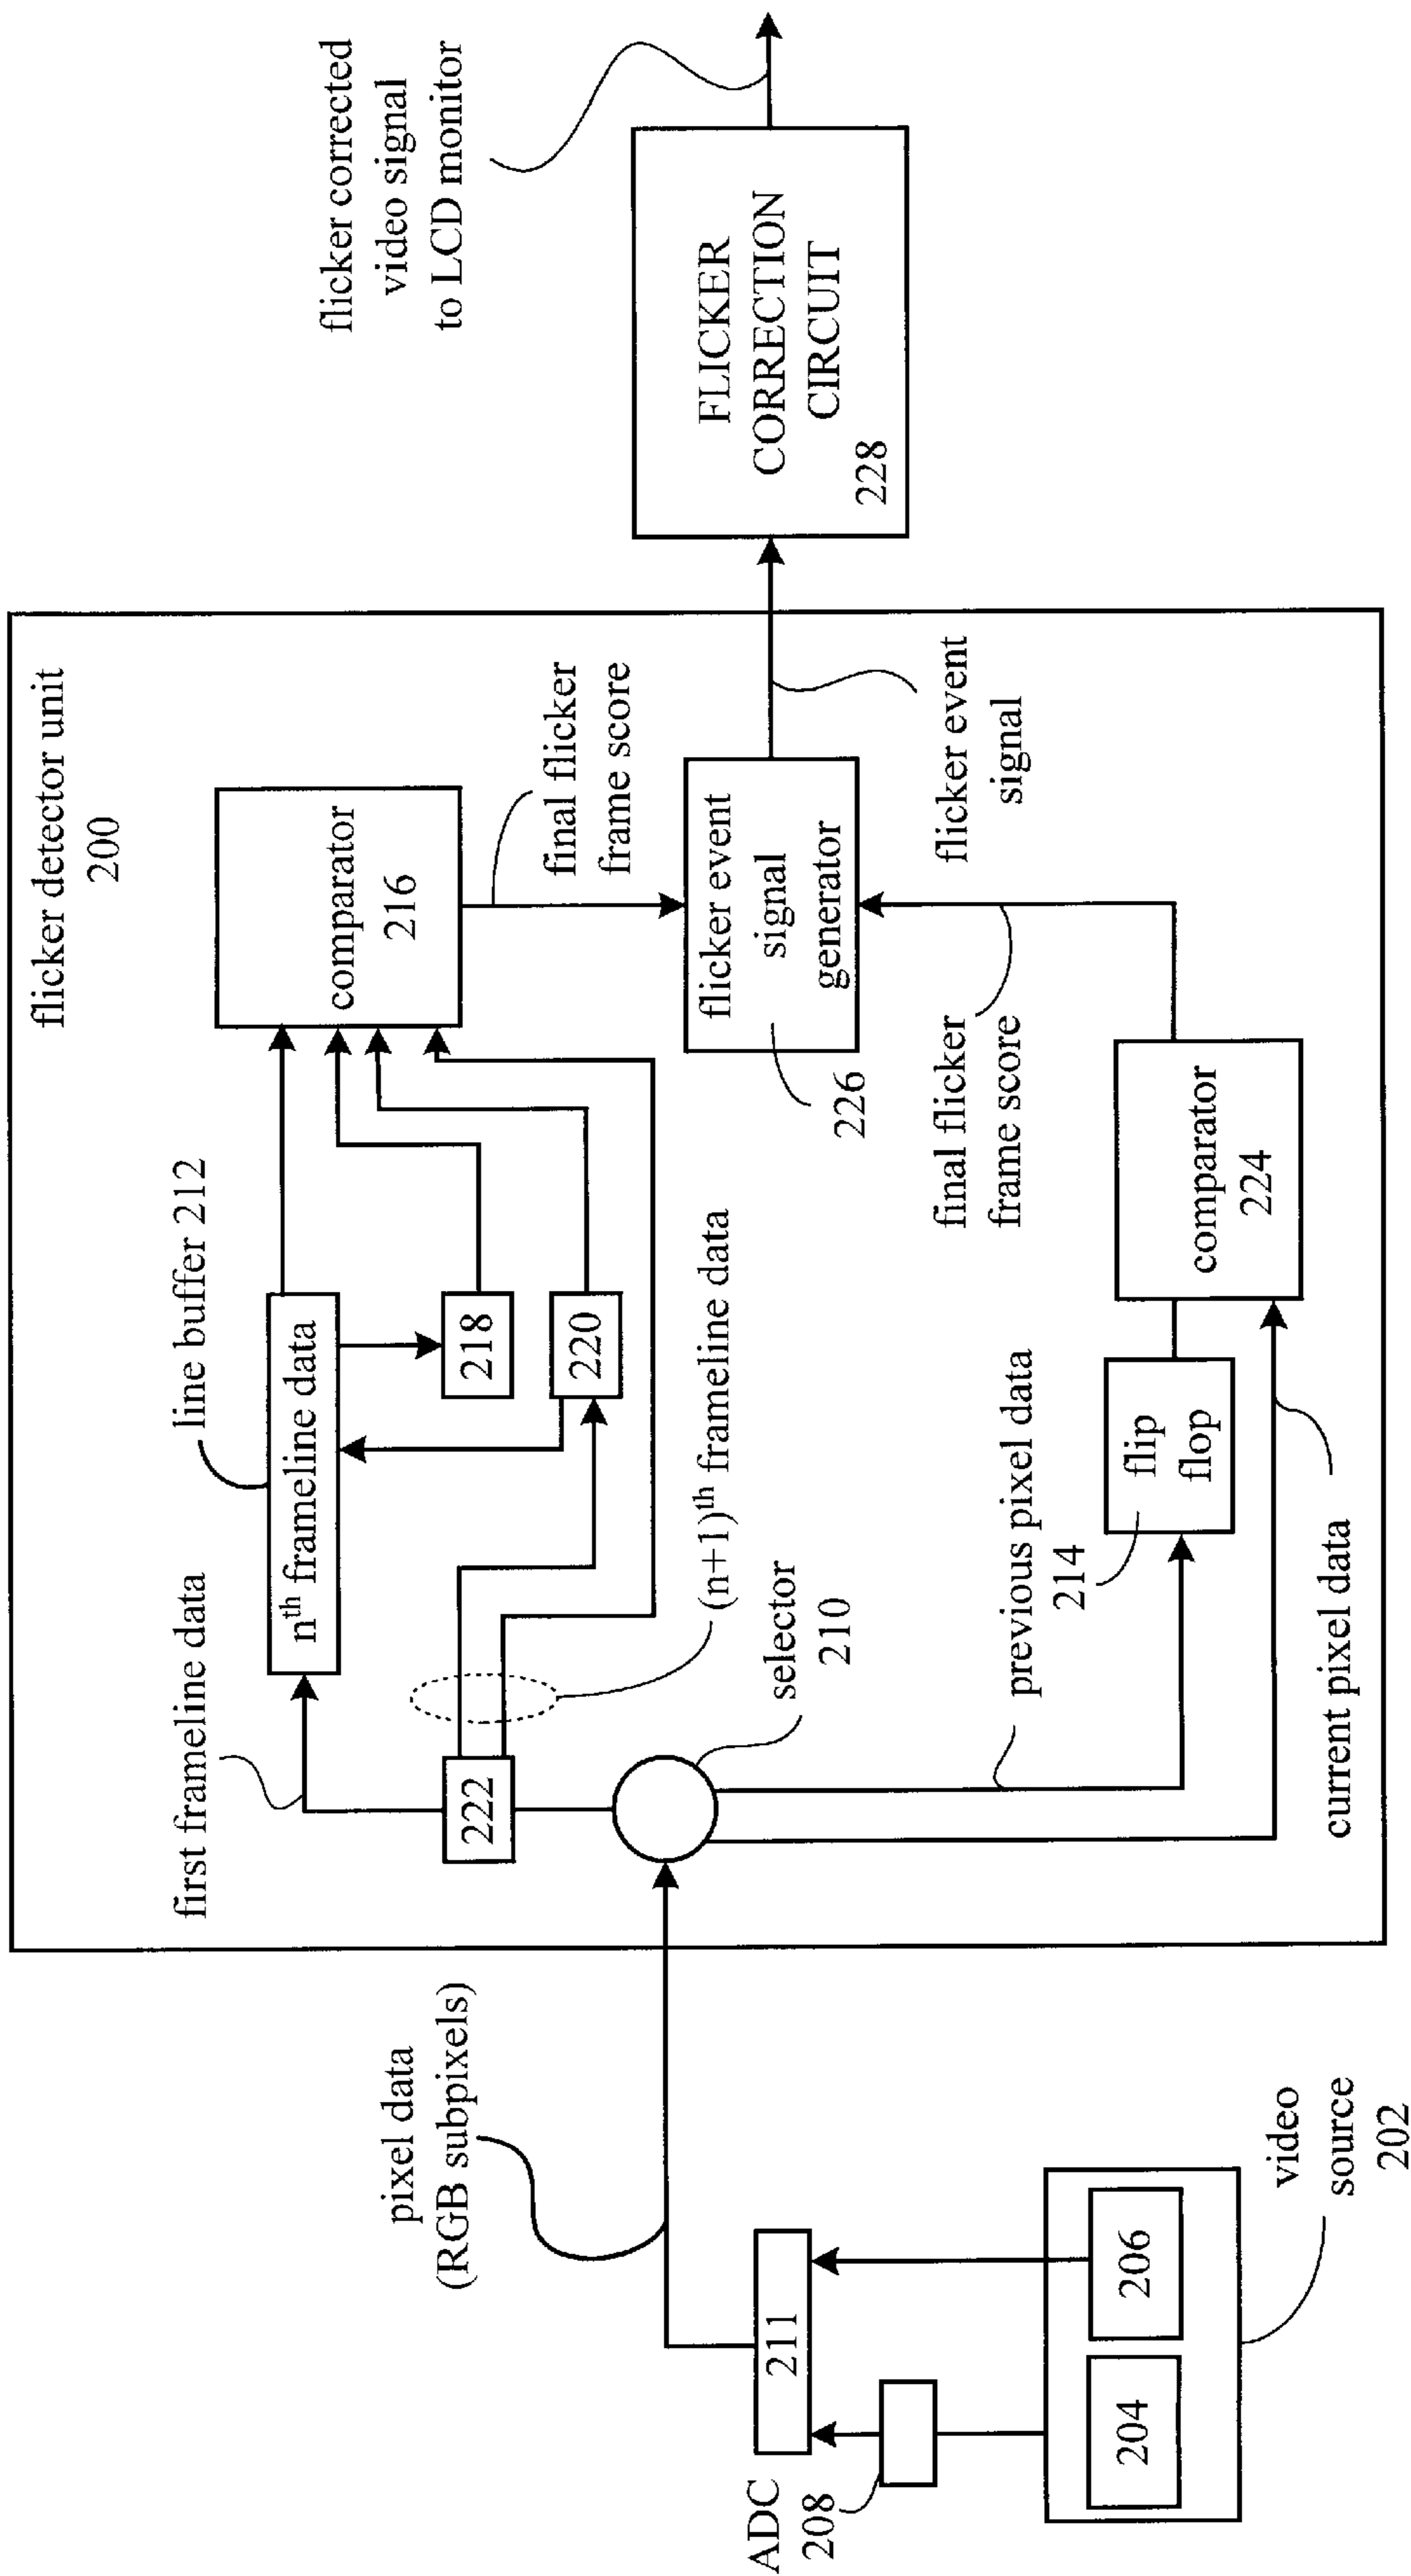 flicker detector unit
200
line buffer 212
first frameline data
nth frameline data
222
218
220
(n+1)th frameline data
comparator
216
final flicker
frame score
flicker event
signal
generator
226
flicker event
signal
FLICKER
CORRECTION
CIRCUIT
228
flicker corrected
video signal
to LCD monitor
selector
210
previous pixel data
214
flip
flop
comparator
224
final flicker
frame score
current pixel data
pixel data
(RGB subpixels)
211
ADC
208
204
206
video
source
202